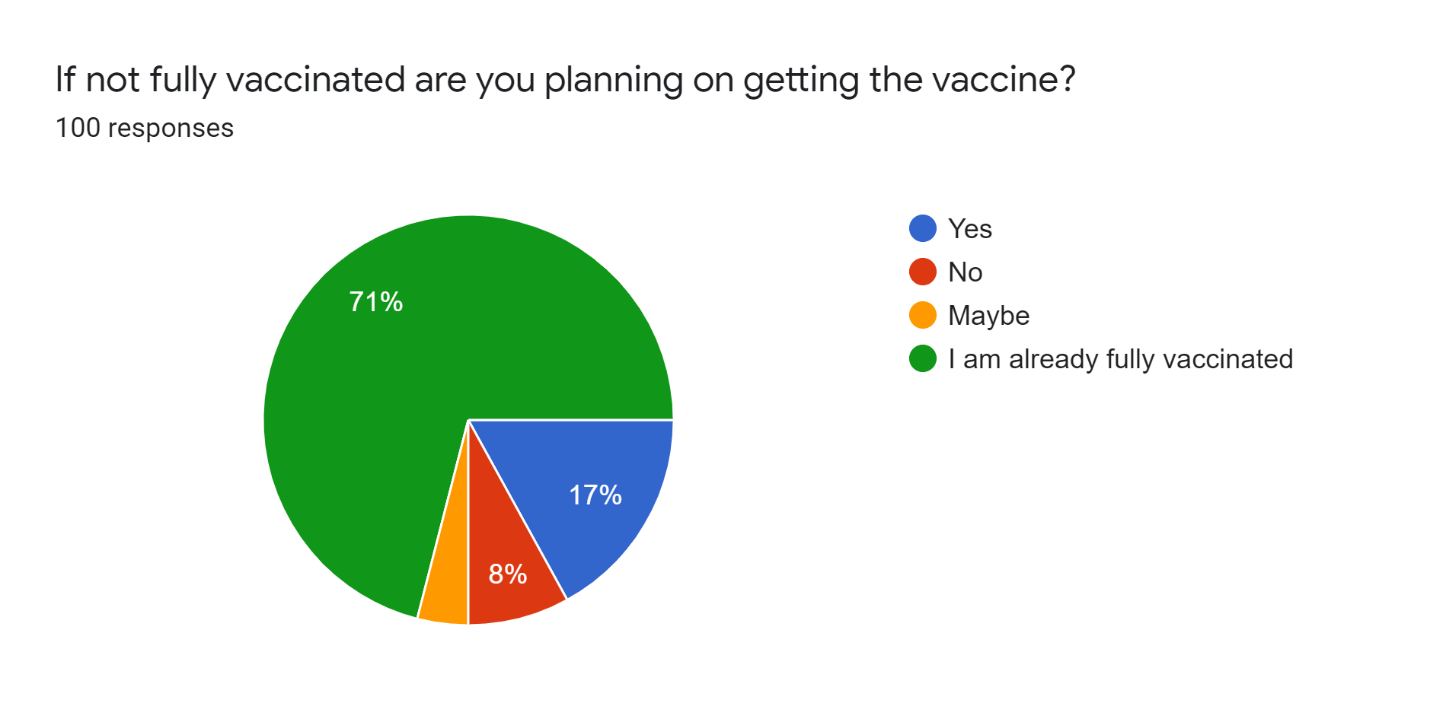 If not fully vaccinated are you planning on getting the vaccine?
100 responses
71%
17%
8%
Yes
No
Maybe
I am already fully vaccinated